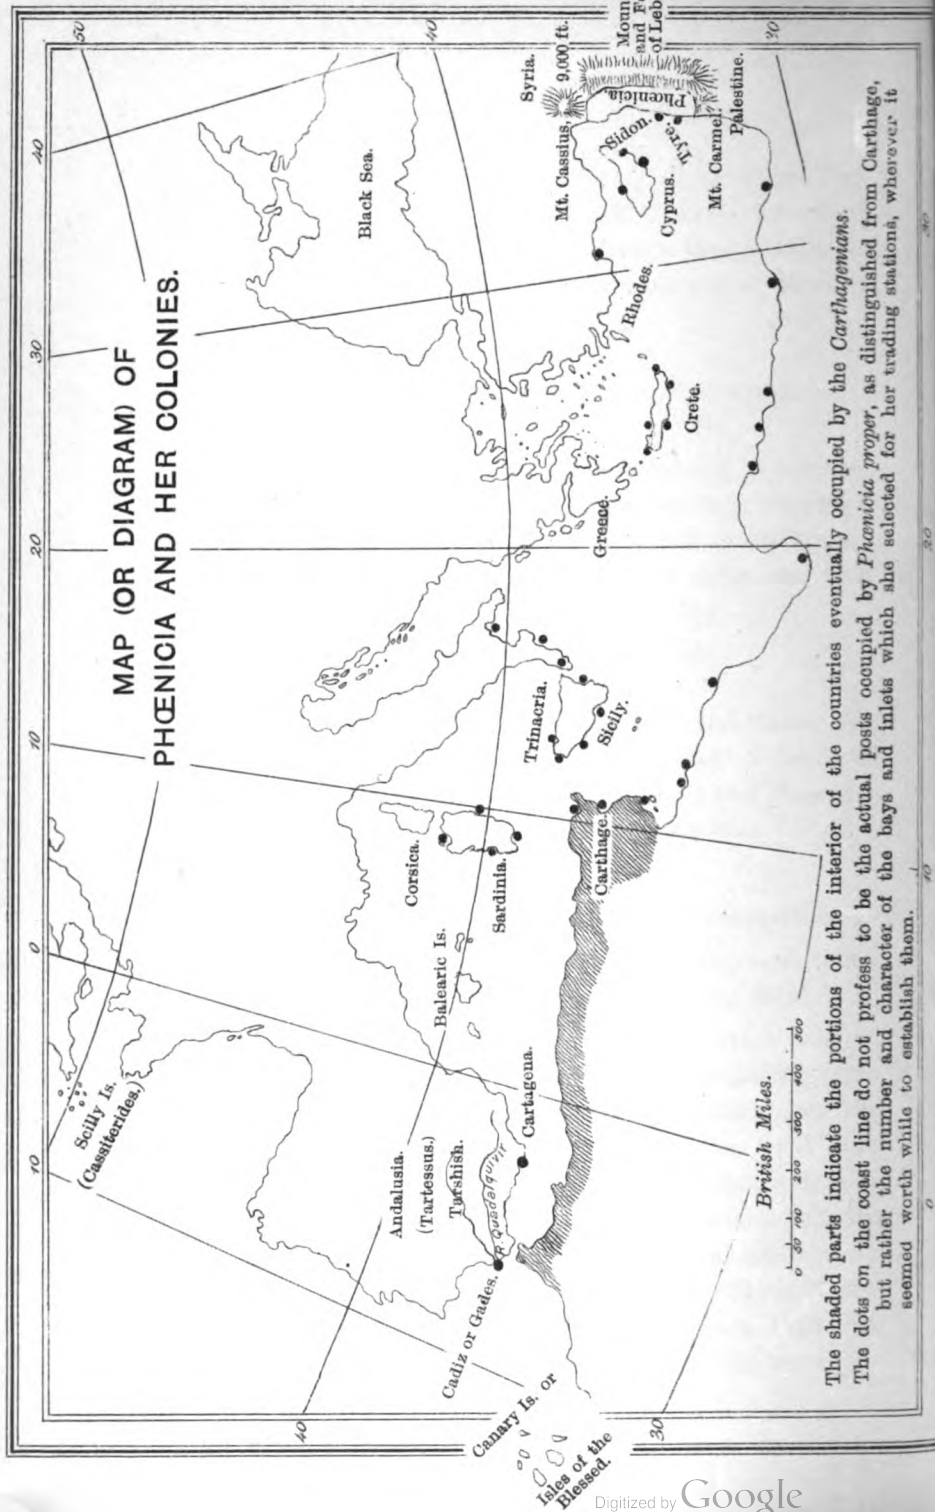 MAP (OR DIAGRAM) OF
PHŒNICIA AND HER COLONIES.
50
40
30
20
10
0
10
40
30
40
30
30
20
10
0
Scilly Is.
(Cassiterides.)
Black Sea.
Syria.
9,000 ft.
Mt. Cassius,
Phœnicia,
Sidon.
Tyre.
Cyprus.
Mt. Carmel.
Palestine.
Rhodes.
Crete.
Greece.
Trinacria.
Sicily.
Corsica.
Sardinia.
Carthage.
Balearic Is.
Cartagena.
Andalusia.
(Tartessus.)
Tarshish.
R. Guadalquivir
Cadiz or Gades.
Canary Is. or
Isles of the
Blessed.
British Miles.
0 50 100 200 300 400 500
The shaded parts indicate the portions of the interior of the countries eventually occupied by the Carthagenians.
The dots on the coast line do not profess to be the actual posts occupied by Phœnicia proper, as distinguished from Carthage,
but rather the number and character of the bays and inlets which she selected for her trading stations, wherever it
seemed worth while to establish them.
Digitized by Google